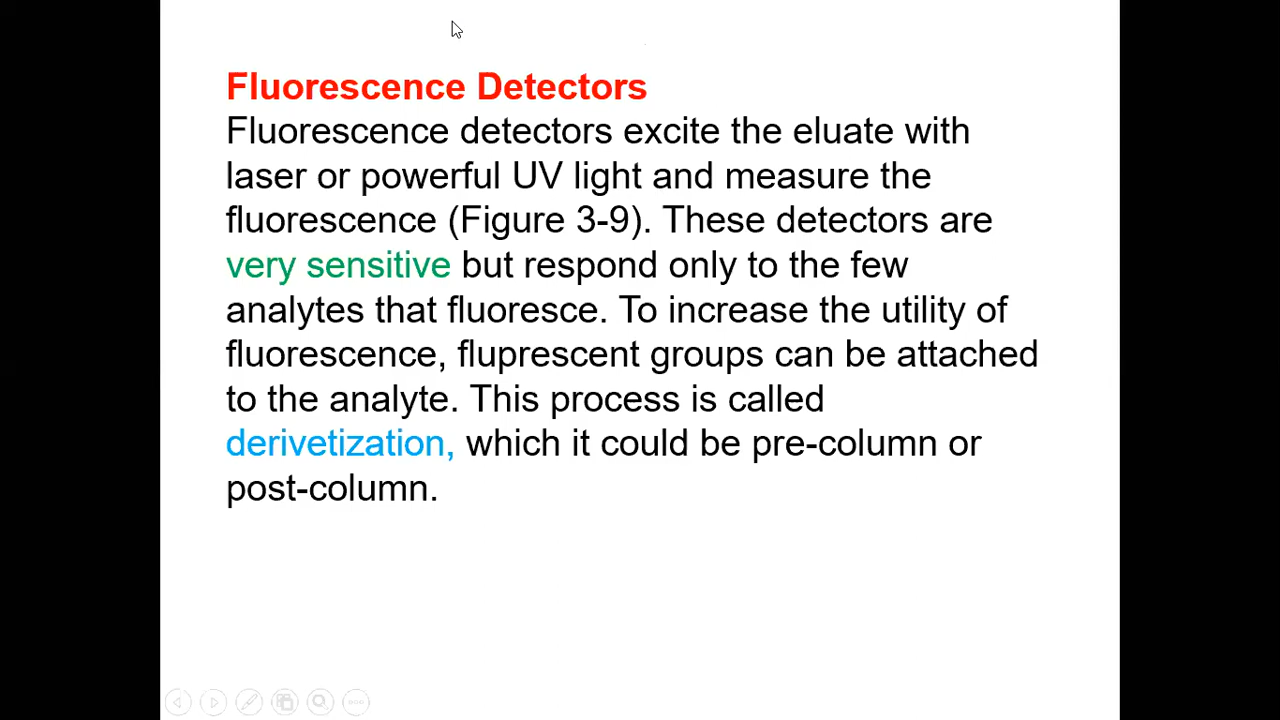 Fluorescence Detectors
Fluorescence detectors excite the eluate with
laser or powerful UV light and measure the
fluorescence (Figure 3-9). These detectors are
very sensitive but respond only to the few
analytes that fluoresce. To increase the utility of
fluorescence, fluprescent groups can be attached
to the analyte. This process is called
derivetization, which it could be pre-column or
post-column.